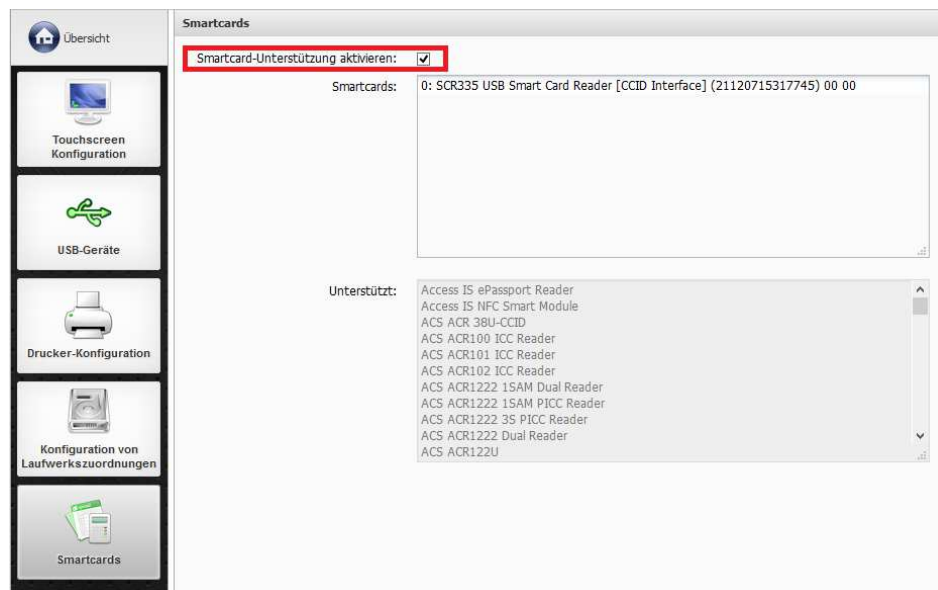 Übersicht
Touchscreen
Konfiguration
USB-Geräte
Drucker-Konfiguration
Konfiguration von
Laufwerkszuordnungen
Smartcards
Smartcards
Smartcard-Unterstützung aktivieren:
Smartcards:
0: SCR335 USB Smart Card Reader [CCID Interface] (21120715317745) 00 00
Unterstützt:
Access IS ePassport Reader
Access IS NFC Smart Module
ACS ACR 38U-CCID
ACS ACR100 ICC Reader
ACS ACR101 ICC Reader
ACS ACR102 ICC Reader
ACS ACR1222 1SAM Dual Reader
ACS ACR1222 1SAM PICC Reader
ACS ACR1222 3S PICC Reader
ACS ACR1222 Dual Reader
ACS ACR122U